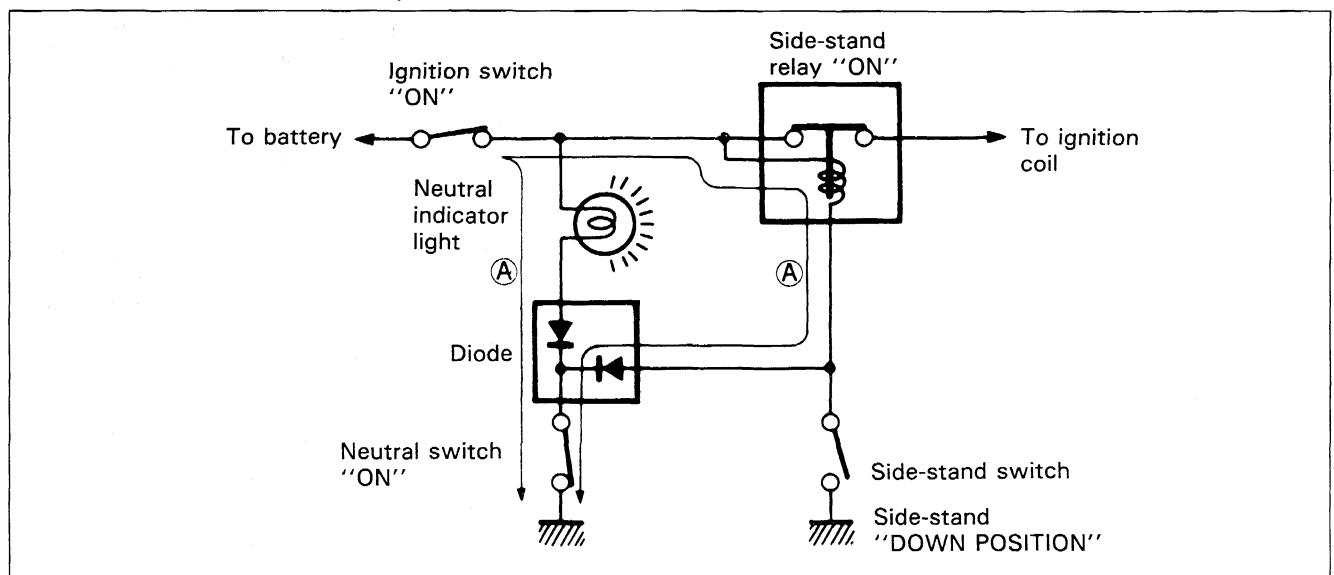 Side-stand
relay "ON"
Ignition switch
"ON"
To battery
To ignition
coil
Neutral
indicator
light
A
A
Diode
Neutral switch
"ON"
Side-stand switch
Side-stand
"DOWN POSITION"